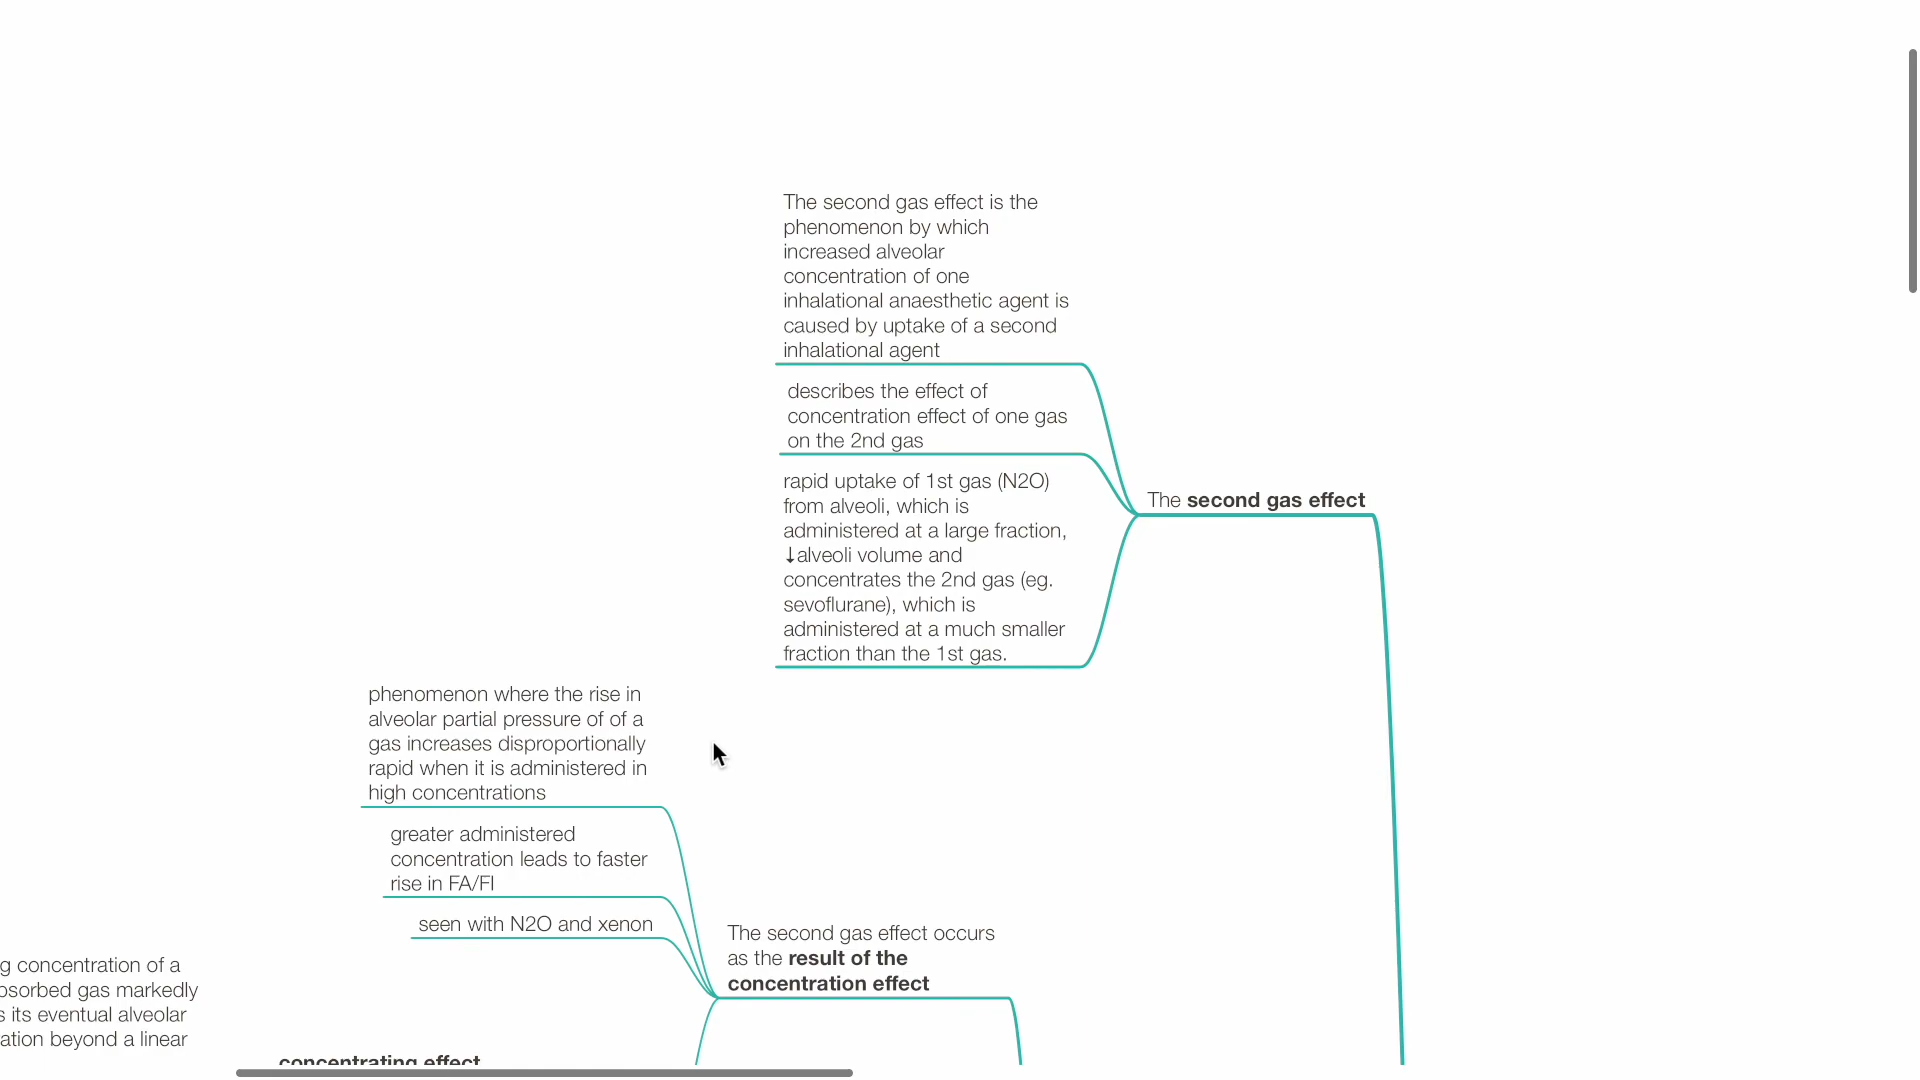 The second gas effect is the
phenomenon by which
increased alveolar
concentration of one
inhalational anaesthetic agent is
caused by uptake of a second
inhalational agent
describes the effect of
concentration effect of one gas
on the 2nd gas
rapid uptake of 1st gas (N2O)
from alveoli, which is
administered at a large fraction,
↓alveoli volume and
concentrates the 2nd gas (eg.
sevoflurane), which is
administered at a much smaller
fraction than the 1st gas.
The second gas effect
phenomenon where the rise in
alveolar partial pressure of of a
gas increases disproportionally
rapid when it is administered in
high concentrations
greater administered
concentration leads to faster
rise in FA/FI
seen with N2O and xenon
The second gas effect occurs
as the result of the
concentration effect
g concentration of a
bsorbed gas markedly
s its eventual alveolar
ation beyond a linear
concentrating effect